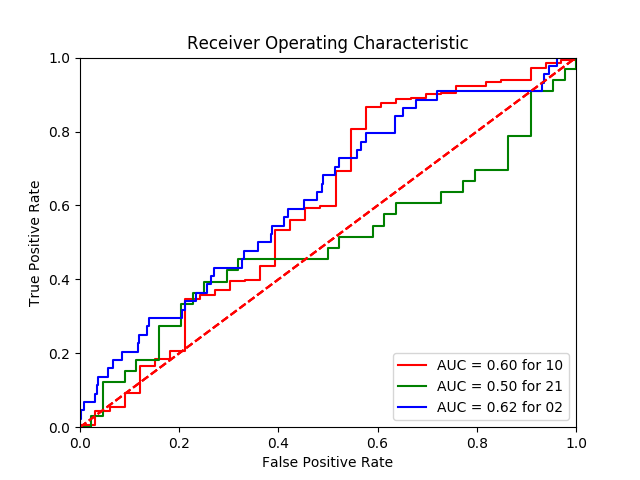 Receiver Operating Characteristic
True Positive Rate
1.0
0.8
0.6
0.4
0.2
0.0
AUC = 0.60 for 10
AUC = 0.50 for 21
AUC = 0.62 for 02
0.0 0.2 0.4 0.6 0.8 1.0
False Positive Rate